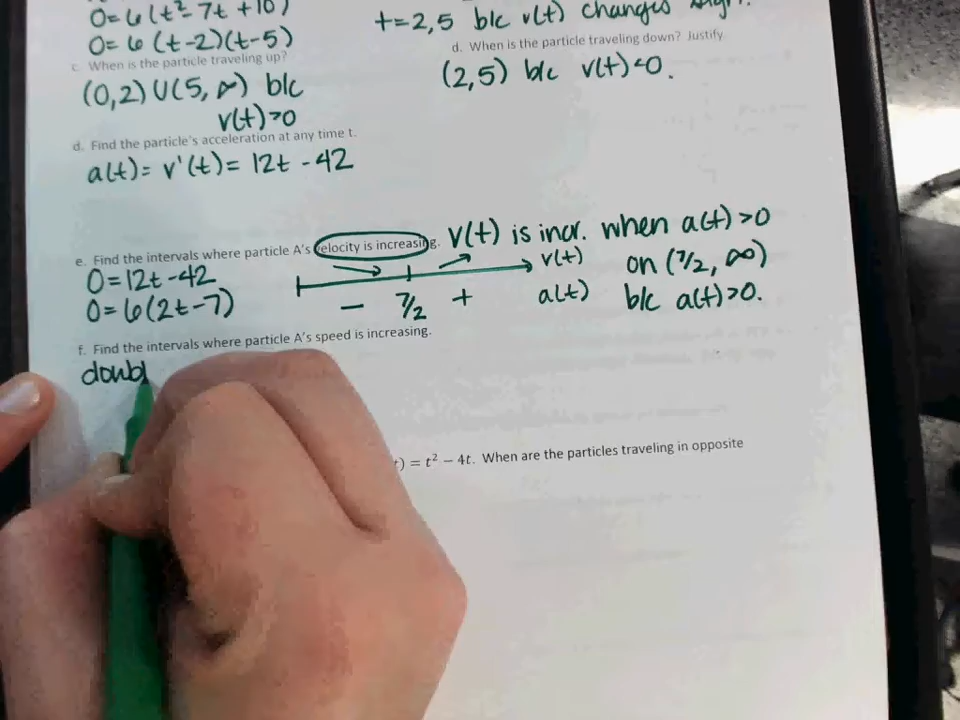 0=6(t²-7t+10)
0=6(t-2)(t-5)
t=2,5 b/c v(t) changes
c. When is the particle traveling up?
(0,2)U(5,∞) b/c
v(t)>0
d. When is the particle traveling down? Justify.
(2,5) b/c v(t)<0.
d. Find the particle's acceleration at any time t.
a(t)= v'(t)= 12t -42
e. Find the intervals where particle A's velocity is increasing.
v(t) is incr. when a(t)>0
0=12t-42
0=6(2t-7)
v(t)
− 7/2 + a(t)
on (7/2, ∞)
b/c a(t)>0.
f. Find the intervals where particle A's speed is increasing.
doubl
t) = t² – 4t. When are the particles traveling in opposite